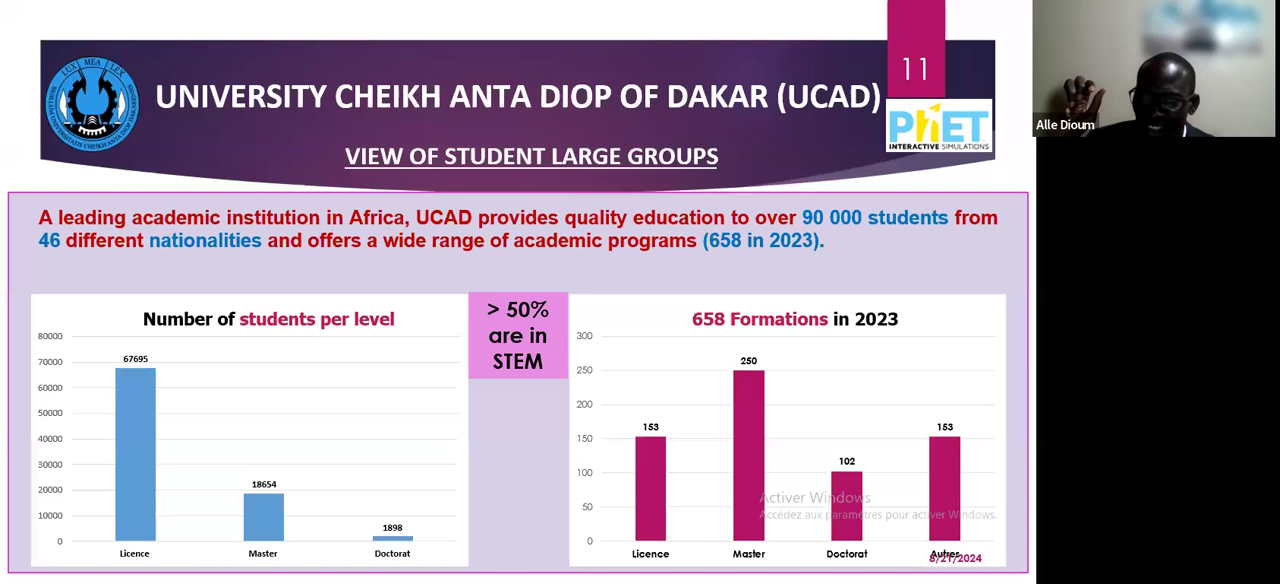 11
UNIVERSITY CHEIKH ANTA DIOP OF DAKAR (UCAD)
LUX MEA LEX
PhET
INTERACTIVE SIMULATIONS
VIEW OF STUDENT LARGE GROUPS
Alle Dioum
A leading academic institution in Africa, UCAD provides quality education to over 90 000 students from
46 different nationalities and offers a wide range of academic programs (658 in 2023).
Number of students per level
80000
70000
60000
50000
40000
30000
20000
10000
0
67695
18654
1898
Licence Master Doctorat
> 50%
are in
STEM
658 Formations in 2023
300
250
200
150
100
50
0
153
250
102
153
Licence Master Doctorat Autres
Activer Windows
Accédez aux paramètres pour activer Windows.
8/21/2024